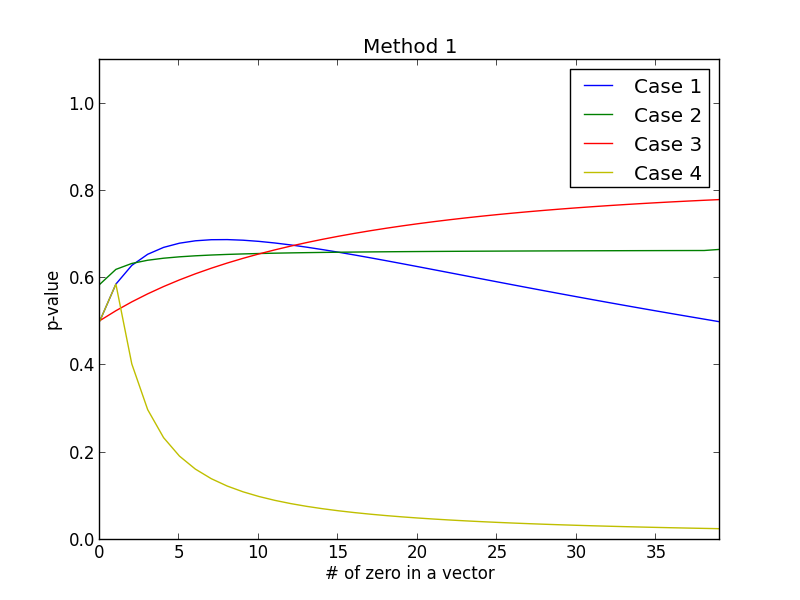 Method 1
Case 1
Case 2
Case 3
Case 4
1.0
0.8
0.6
0.4
0.2
0.0
p-value
0 5 10 15 20 25 30 35
# of zero in a vector